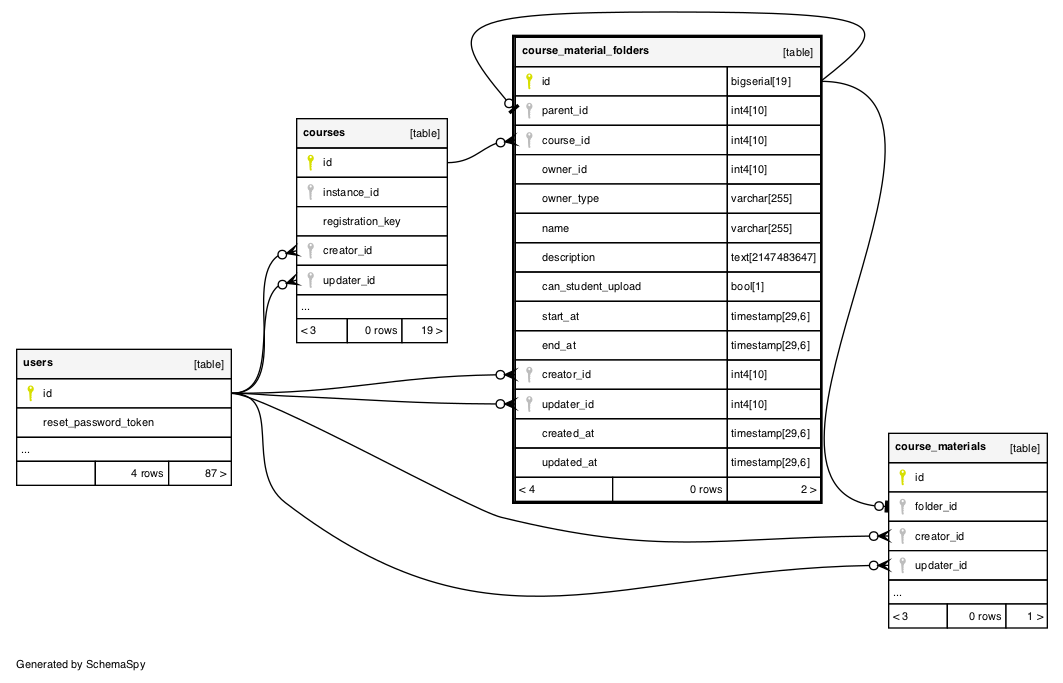 course_material_folders [table]
id bigserial[19]
parent_id int4[10]
course_id int4[10]
owner_id int4[10]
owner_type varchar[255]
name varchar[255]
description text[2147483647]
can_student_upload bool[1]
start_at timestamp[29,6]
end_at timestamp[29,6]
creator_id int4[10]
updater_id int4[10]
created_at timestamp[29,6]
updated_at timestamp[29,6]
< 4 0 rows 2 >
courses [table]
id
instance_id
registration_key
creator_id
updater_id
...
< 3 0 rows 19 >
users [table]
id
reset_password_token
...
4 rows 87 >
course_materials [table]
id
folder_id
creator_id
updater_id
...
< 3 0 rows 1 >
Generated by SchemaSpy